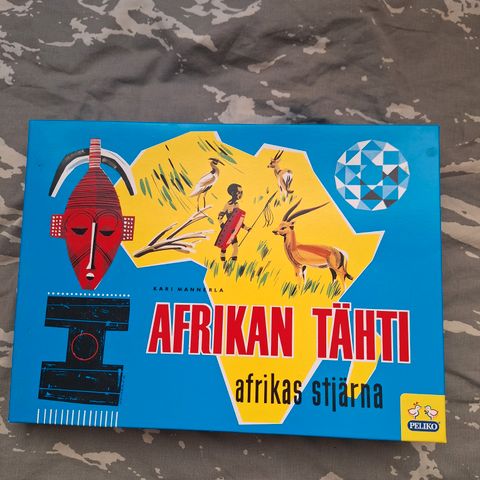 KARI MANNERLA
AFRIKAN TÄHTI
afrikas stjärna
PELIKO